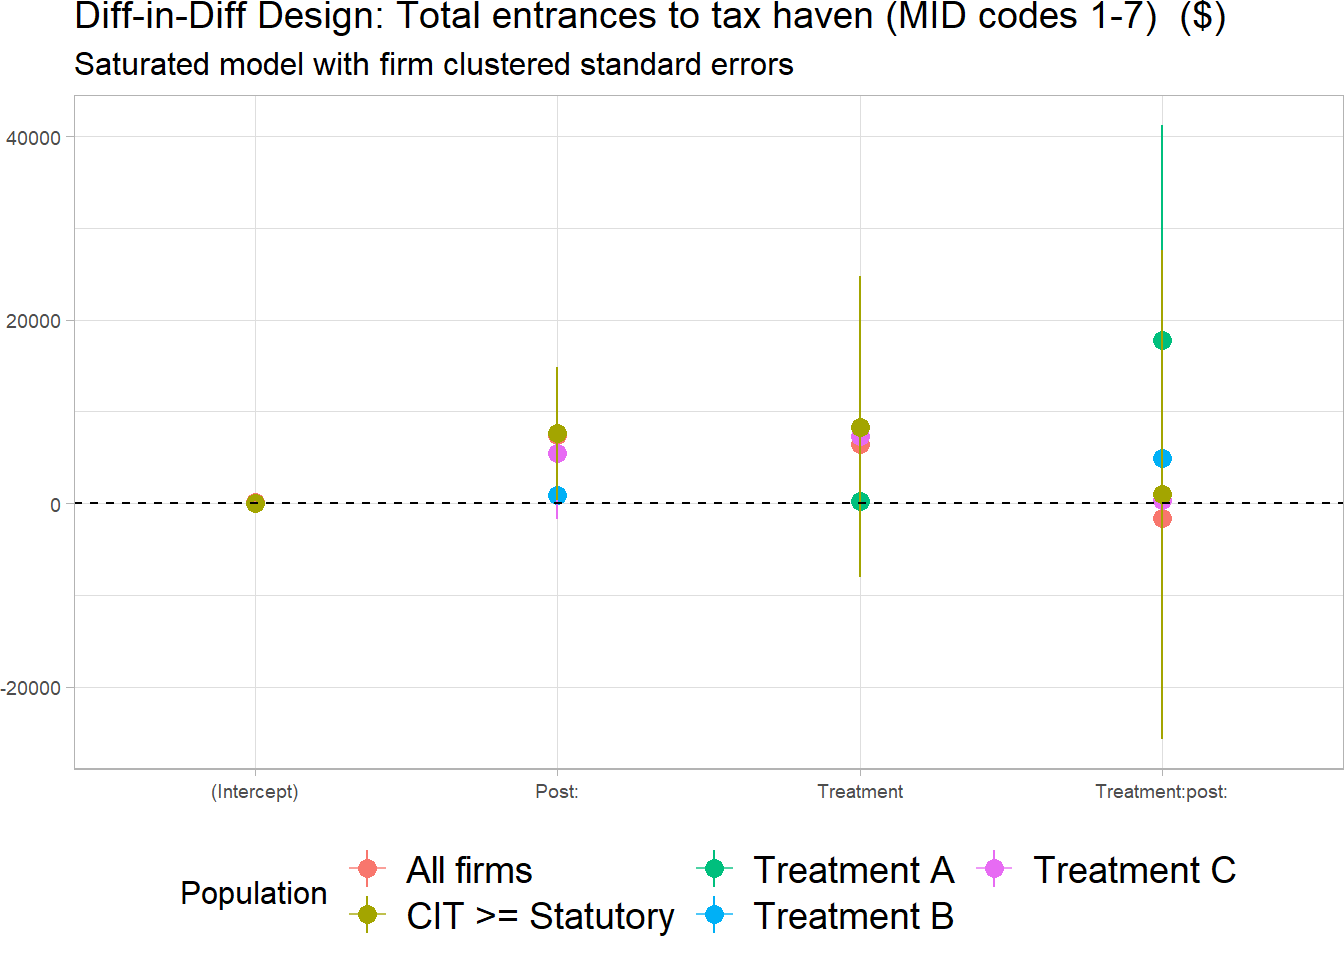 Diff-in-Diff Design: Total entrances to tax haven (MID codes 1-7)  ($)
Saturated model with firm clustered standard errors
40000
20000
0
-20000
(Intercept)
Post:
Treatment
Treatment:post:
Population
All firms
CIT >= Statutory
Treatment A
Treatment B
Treatment C